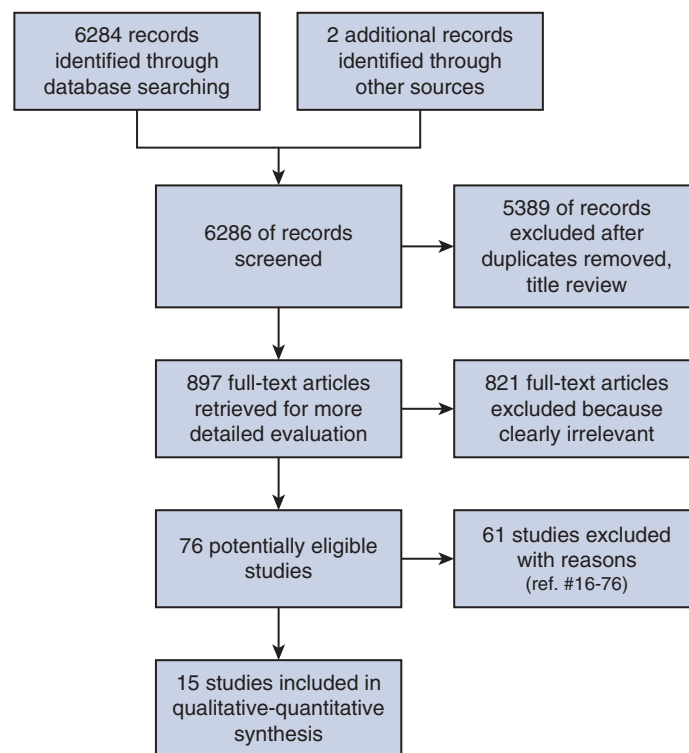 6284 records
identified through
database searching
2 additional records
identified through
other sources
6286 of records
screened
5389 of records
excluded after
duplicates removed,
title review
897 full-text articles
retrieved for more
detailed evaluation
821 full-text articles
excluded because
clearly irrelevant
76 potentially eligible
studies
61 studies excluded
with reasons
(ref. #16-76)
15 studies included in
qualitative-quantitative
synthesis